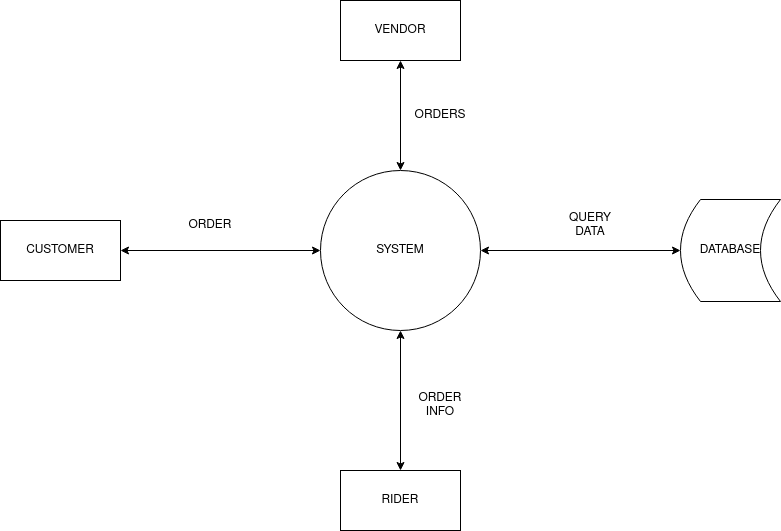 VENDOR
ORDERS
ORDER
QUERY
DATA
CUSTOMER
SYSTEM
DATABASE
ORDER
INFO
RIDER